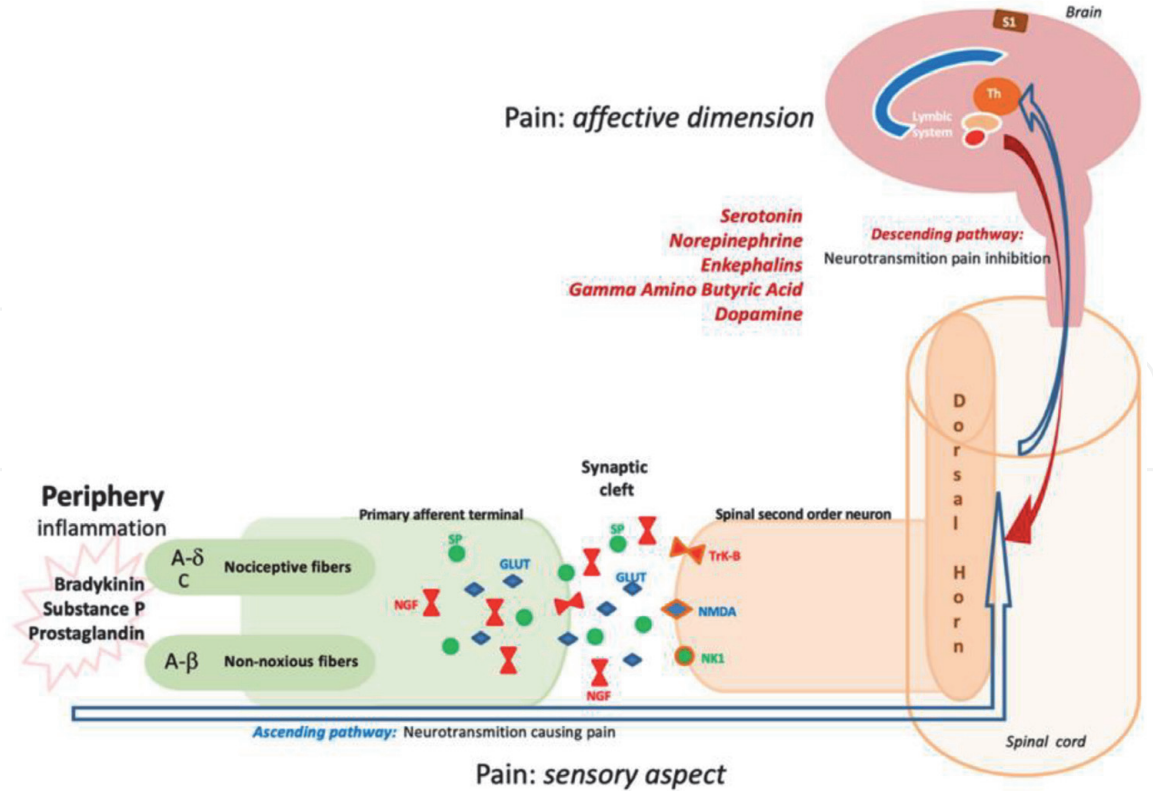 Brain
S1
Th
Lymbic
system
Pain: affective dimension
Serotonin
Norepinephrine
Enkephalins
Gamma Amino Butyric Acid
Dopamine
Descending pathway:
Neurotransmition pain inhibition
Dorsal Horn
Synaptic
cleft
Periphery
inflammation
Bradykinin
Substance P
Prostaglandin
A-δ
C
Nociceptive fibers
A-β
Non-noxious fibers
Primary afferent terminal
SP
GLUT
NGF
SP
GLUT
NGF
Spinal second order neuron
TrK-B
NMDA
NK1
Ascending pathway: Neurotransmition causing pain
Spinal cord
Pain: sensory aspect